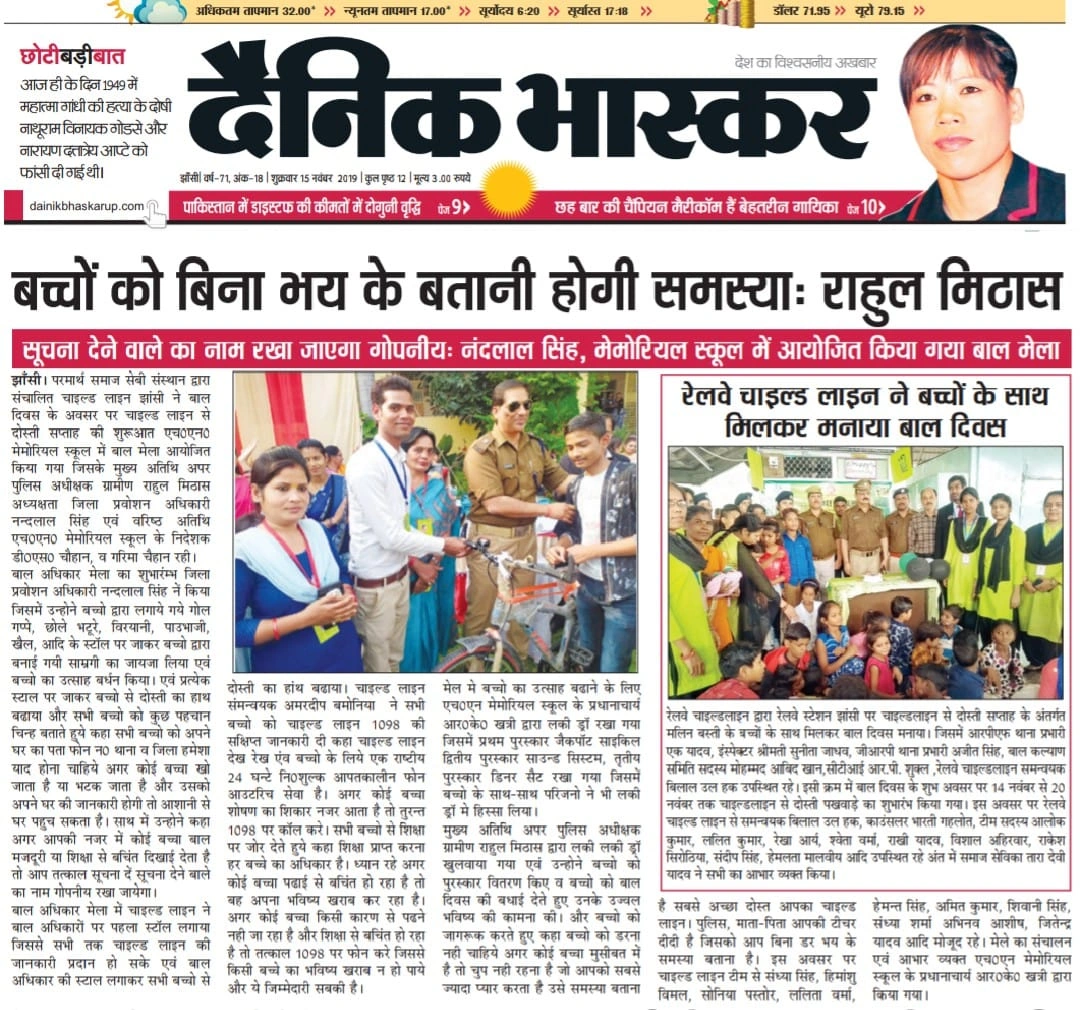 अधिकतम तापमान 32.00° >> न्यूनतम तापमान 17.00° >> सूर्योदय 6:20 >> सूर्यास्त 17:18 >>
डॉलर 71.95 >> यूरो 79.15 >>
छोटीबड़ीबात
आज ही के दिन 1949 में
महात्मा गांधी की हत्या के दोषी
नाथूराम विनायक गोडसे और
नारायण दत्तात्रेय आप्टे को
फांसी दी गई थी।
देश का विश्वसनीय अखबार
दैनिक भास्कर
झाँसी| वर्ष-71, अंक-18 | शुक्रवार 15 नवंबर 2019 | कुल पृष्ठ 12 | मूल्य 3.00 रुपये
dainikbhaskarup.com
पाकिस्तान में डाइस्टफ की कीमतों में दोगुनी वृद्धि पेज 9>
छह बार की चैंपियन मैरीकॉम हैं बेहतरीन गायिका पेज 10>
बच्चों को बिना भय के बतानी होगी समस्याः राहुल मिठास
सूचना देने वाले का नाम रखा जाएगा गोपनीयः नंदलाल सिंह, मेमोरियल स्कूल में आयोजित किया गया बाल मेला
झाँसी। परमार्थ समाज सेबी संस्थान द्वारा
संचालित चाइल्ड लाइन झांसी ने बाल
दिवस के अवसर पर चाइल्ड लाइन से
दोस्ती सप्ताह की शुरूआत एच0एन0
मेमोरियल स्कूल में बाल मेला आयोजित
किया गया जिसके मुख्य अतिथि अपर
पुलिस अधीक्षक ग्रामीण राहुल मिठास
अध्यक्षता जिला प्रवोशन अधिकारी
नन्दलाल सिंह एवं वरिष्ठ अतिथि
एच0एन0 मेमोरियल स्कूल के निदेशक
डी0एस0 चौहान, व गरिमा चैहान रही।
बाल अधिकार मेला का शुभारंभ जिला
प्रवोशन अधिकारी नन्दलाल सिंह नें किया
जिसमें उन्होने बच्चो द्वारा लगाये गये गोल
गप्पे, छोले भटूरे, विरयानी, पाउभाजी,
खैल, आदि के स्टॉल पर जाकर बच्चो द्वारा
बनाई गयी साम्रगी का जायजा लिया एवं
बच्चो का उत्साह बर्धन किया। एवं प्रत्येक
स्टाल पर जाकर बच्चो से दोस्ती का हाथ
बढाया और सभी बच्चो को कुछ पहचान
चिन्ह बताते हुये कहा सभी बच्चो को अपने
घर का पता फोन न0 थाना व जिला हमेशा
याद होना चाहिये अगर कोई बच्चा खो
जाता है या भटक जाता है और उसको
अपने घर की जानकारी होगी तो आशानी से
घर पहुच सकता है। साथ में उन्होने कहा
अगर आपकी नजर में कोई बच्चा बाल
मजदूरी या शिक्षा से बचिंत दिखाई देता है
तो आप तत्काल सूचना दें सूचना देने बाले
का नाम गोपनीय रखा जायेगा।
बाल अधिकार मेला में चाइल्ड लाइन ने
बाल अधिकारों पर पहला स्टॉल लगाया
जिससे सभी तक चाइल्ड लाइन की
जानकारी प्रदान हो सके एवं बाल
अधिकार की स्टाल लगाकर सभी बच्चो से
दोस्ती का हांथ बढाया। चाइल्ड लाइन
संमन्वयक अमरदीप बमोनिया ने सभी
बच्चो को चाइल्ड लाइन 1098 की
सक्षिप्त जानकारी दी कहा चाइल्ड लाइन
देख रेख एंव बच्चो के लिये एक राष्टीय
24 घन्टे नि0शुल्क आपतकालीन फोन
आउटरिच सेवा है। अगर कोई बच्चा
शोषण का शिकार नजर आता है तो तुरन्त
1098 पर कॉल करे। सभी बच्चो से शिक्षा
पर जोर देते हुये कहा शिक्षा प्राप्त करना
हर बच्चे का अधिकार है। ध्यान रहे अगर
कोई बच्चा पढाई से बचिंत हो रहा है तो
बह अपना भविष्य खराब कर रहा है।
अगर कोई बच्चा किसी कारण से पढने
नही जा रहा है और शिक्षा से बचिंत हो रहा
है तो तत्काल 1098 पर फोन करे जिससे
किसी बच्चे का भविष्य खराब न हो पाये
और ये जिम्मेदारी सबकी है।
मेल मे बच्चो का उत्साह बढाने के लिए
एच0एन मेमोरियल स्कूल के प्रधानाचार्य
आर0के0 खत्री द्वारा लकी ड्रॉ रखा गया
जिसमें प्रथम पुरस्कार जैकपॉट साइकिल
द्वितीय पुरस्कार साउन्ड सिस्टम, तृतीय
पुरस्कार डिनर सैट रखा गया जिसमें
बच्चो के साथ-साथ परिजनो ने भी लकी
ड्रॉ मे हिस्सा लिया।
मुख्य अतिथि अपर पुलिस अधीक्षक
ग्रामीण राहुल मिठास द्वारा लकी लकी ड्रॉ
खुलवाया गया एवं उन्होने बच्चो को
पुरस्कार वितरण किए व बच्चो को बाल
दिवस की बधाई देते हुए उनके उज्वल
भविष्य की कामना की। और बच्चो को
जागरूक करते हुए कहा बच्चो को डरना
नही चाहिये अगर कोई बच्चा मुसीबत में
है तो चुप नही रहना है जो आपको सबसे
ज्यादा प्यार करता है उसे समस्या बताना
रेलवे चाइल्ड लाइन ने बच्चों के साथ
मिलकर मनाया बाल दिवस
रेलवे चाइल्डलाइन द्वारा रेलवे स्टेशन झांसी पर चाइल्डलाइन से दोस्ती सप्ताह के अंतर्गत
मलिन बस्ती के बच्चों के साथ मिलकर बाल दिवस मनाया। जिसमें आरपीएफ थाना प्रभारी
एक यादव, इंस्पेक्टर श्रीमती सुनीता जाधव, जीआरपी थाना प्रभारी अजीत सिंह, बाल कल्याण
समिति सदस्य मोहम्मद आबिद खान,सीटीआई आर.पी. शुक्ल ,रेलवे चाइल्डलाइन समन्वयक
बिलाल उल हक उपस्थित रहे। इसी क्रम में बाल दिवस के शुभ अवसर पर 14 नवंबर से 20
नवंबर तक चाइल्डलाइन से दोस्ती पखवाड़े का शुभारंभ किया गया। इस अवसर पर रेलवे
चाइल्ड लाइन से समन्वयक बिलाल उल हक, काउंसलर भारती गहलोत, टीम सदस्य आलोक
कुमार, ललित कुमार, रेखा आर्य, श्वेता वर्मा, राखी यादव, विशाल अहिरवार, राकेश
सिरोठिया, संदीप सिंह, हेमलता मालवीय आदि उपस्थित रहे अंत में समाज सेविका तारा देवी
यादव ने सभी का आभार व्यक्त किया।
है सबसे अच्छा दोस्त आपका चाइल्ड
लाइन। पुलिस, माता-पिता आपकी टीचर
दीदी है जिसको आप बिना डर भय के
समस्या बताना है। इस अवसर पर
चाइल्ड लाइन टीम से संध्या सिंह, हिमांशु
विमल, सोनिया पस्तोर, ललिता वर्मा,
हेमन्त सिंह, अमित कुमार, शिवानी सिंह,
संध्या शर्मा अभिनव आशीष, जितेन्द्र
यादव आदि मोजूद रहे। मेले का संचालन
एवं आभार व्यक्त एच0एन मेमोरियल
स्कूल के प्रधानाचार्य आर0के0 खत्री द्वारा
किया गया।